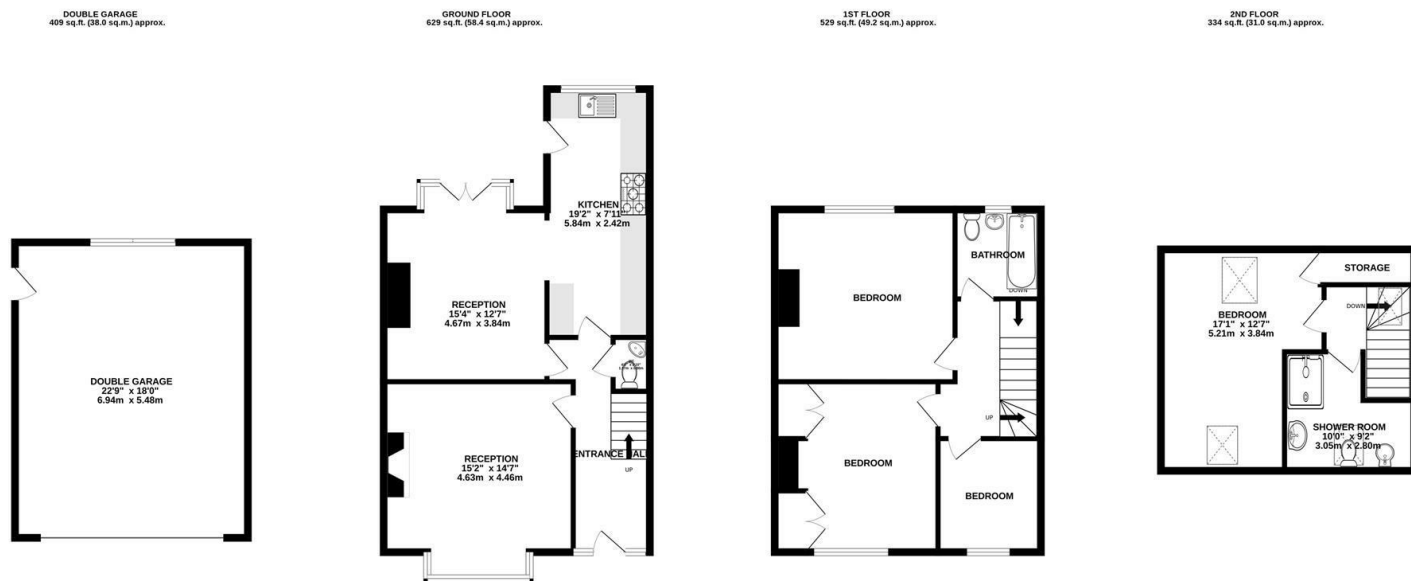 DOUBLE GARAGE
409 sq.ft. (38.0 sq.m.) approx.
GROUND FLOOR
629 sq.ft. (58.4 sq.m.) approx.
1ST FLOOR
529 sq.ft. (49.2 sq.m.) approx.
2ND FLOOR
334 sq.ft. (31.0 sq.m.) approx.
DOUBLE GARAGE
22'9" x 18'0"
6.94m x 5.48m
KITCHEN
19'2" x 7'11"
5.84m x 2.42m
RECEPTION
15'4" x 12'7"
4.67m x 3.84m
RECEPTION
15'2" x 14'7"
4.63m x 4.46m
ENTRANCE HALL
UP
BEDROOM
BATHROOM
DOWN
UP
BEDROOM
BEDROOM
STORAGE
DOWN
BEDROOM
17'1" x 12'7"
5.21m x 3.84m
SHOWER ROOM
10'0" x 9'2"
3.05m x 2.80m